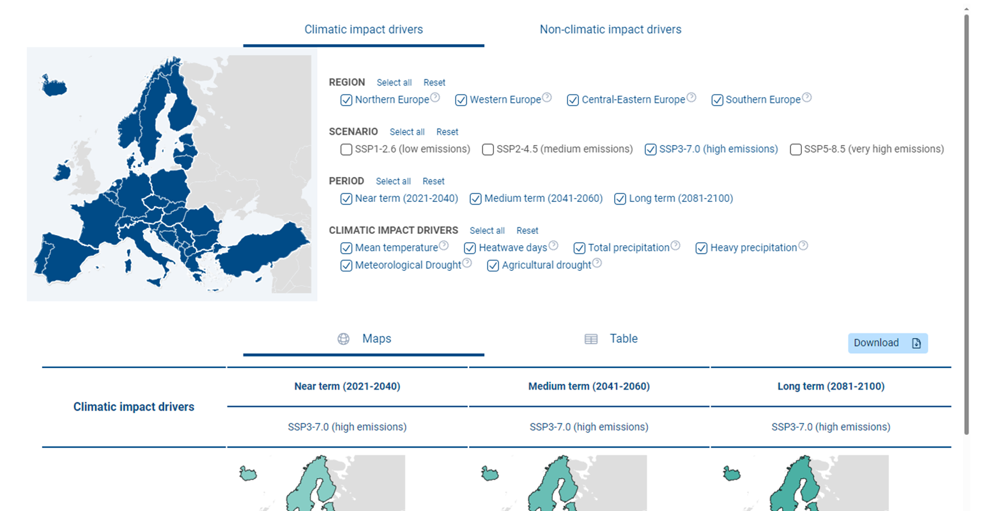 Climatic impact drivers Non-climatic impact drivers
REGION Select all Reset
Northern Europe? Western Europe? Central-Eastern Europe? Southern Europe?
SCENARIO Select all Reset
SSP1-2.6 (low emissions) SSP2-4.5 (medium emissions) SSP3-7.0 (high emissions) SSP5-8.5 (very high emissions)
PERIOD Select all Reset
Near term (2021-2040) Medium term (2041-2060) Long term (2081-2100)
CLIMATIC IMPACT DRIVERS Select all Reset
Mean temperature? Heatwave days? Total precipitation? Heavy precipitation?
Meteorological Drought? Agricultural drought?
Maps Table Download
Near term (2021-2040) Medium term (2041-2060) Long term (2081-2100)
Climatic impact drivers
SSP3-7.0 (high emissions) SSP3-7.0 (high emissions) SSP3-7.0 (high emissions)